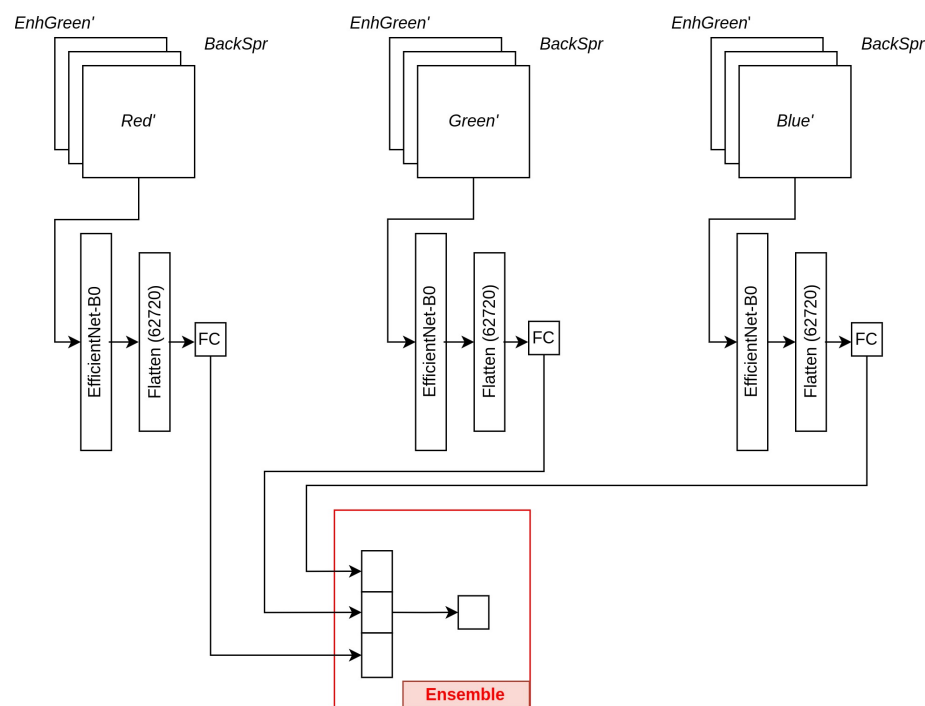 EnhGreen'
BackSpr
Red'
EfficientNet-B0
Flatten (62720)
FC
EnhGreen'
BackSpr
Green'
EfficientNet-B0
Flatten (62720)
FC
EnhGreen'
BackSpr
Blue'
EfficientNet-B0
Flatten (62720)
FC
Ensemble